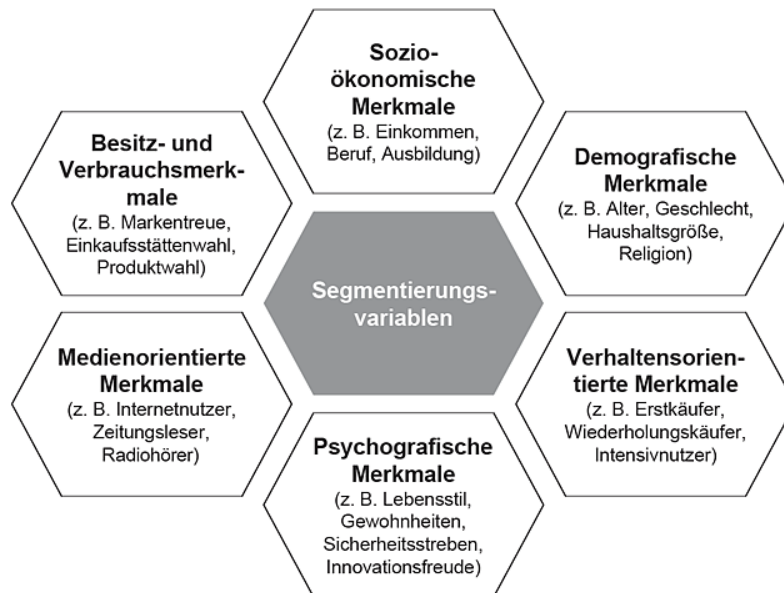 Sozio-
ökonomische
Merkmale
(z. B. Einkommen,
Beruf, Ausbildung)
Besitz- und
Verbrauchsmerk-
male
(z. B. Markentreue,
Einkaufsstättenwahl,
Produktwahl)
Demografische
Merkmale
(z. B. Alter, Geschlecht,
Haushaltsgröße,
Religion)
Segmentierungs-
variablen
Medienorientierte
Merkmale
(z. B. Internetnutzer,
Zeitungsleser,
Radiohörer)
Verhaltensorien-
tierte Merkmale
(z. B. Erstkäufer,
Wiederholungskäufer,
Intensivnutzer)
Psychografische
Merkmale
(z. B. Lebensstil,
Gewohnheiten,
Sicherheitsstreben,
Innovationsfreude)